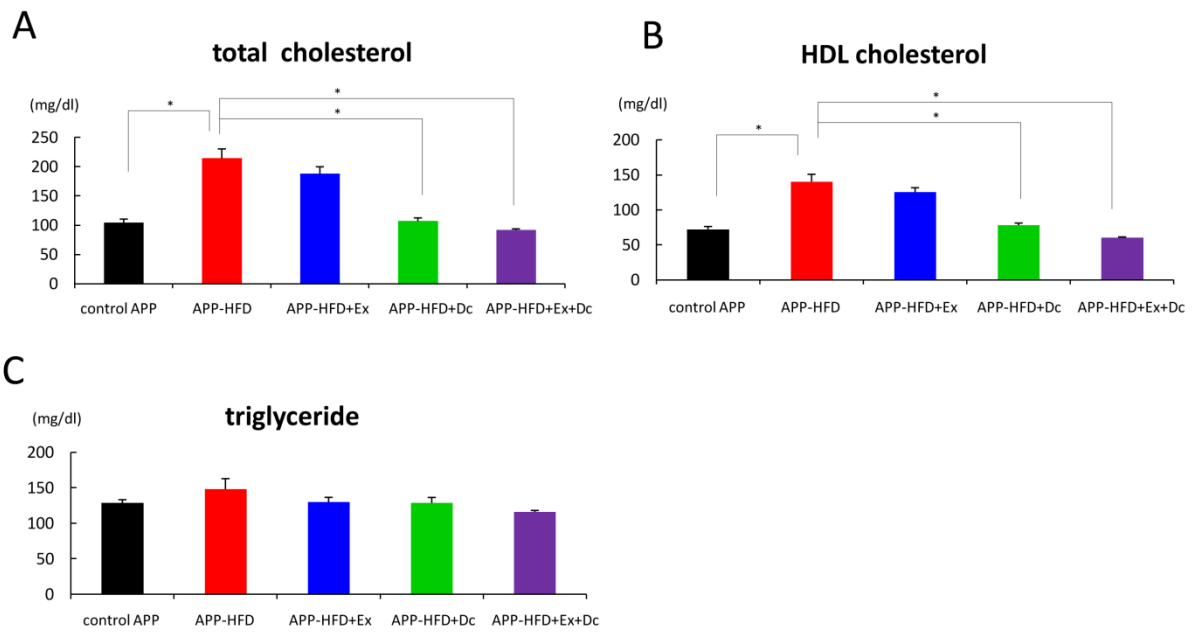 A
total cholesterol
(mg/dl)
*
*
*
250
200
150
100
50
0
control APP APP-HFD APP-HFD+Ex APP-HFD+Dc APP-HFD+Ex+Dc
B
HDL cholesterol
(mg/dl)
*
*
*
200
150
100
50
0
control APP APP-HFD APP-HFD+Ex APP-HFD+Dc APP-HFD+Ex+Dc
C
triglyceride
(mg/dl)
200
150
100
50
0
control APP APP-HFD APP-HFD+Ex APP-HFD+Dc APP-HFD+Ex+Dc